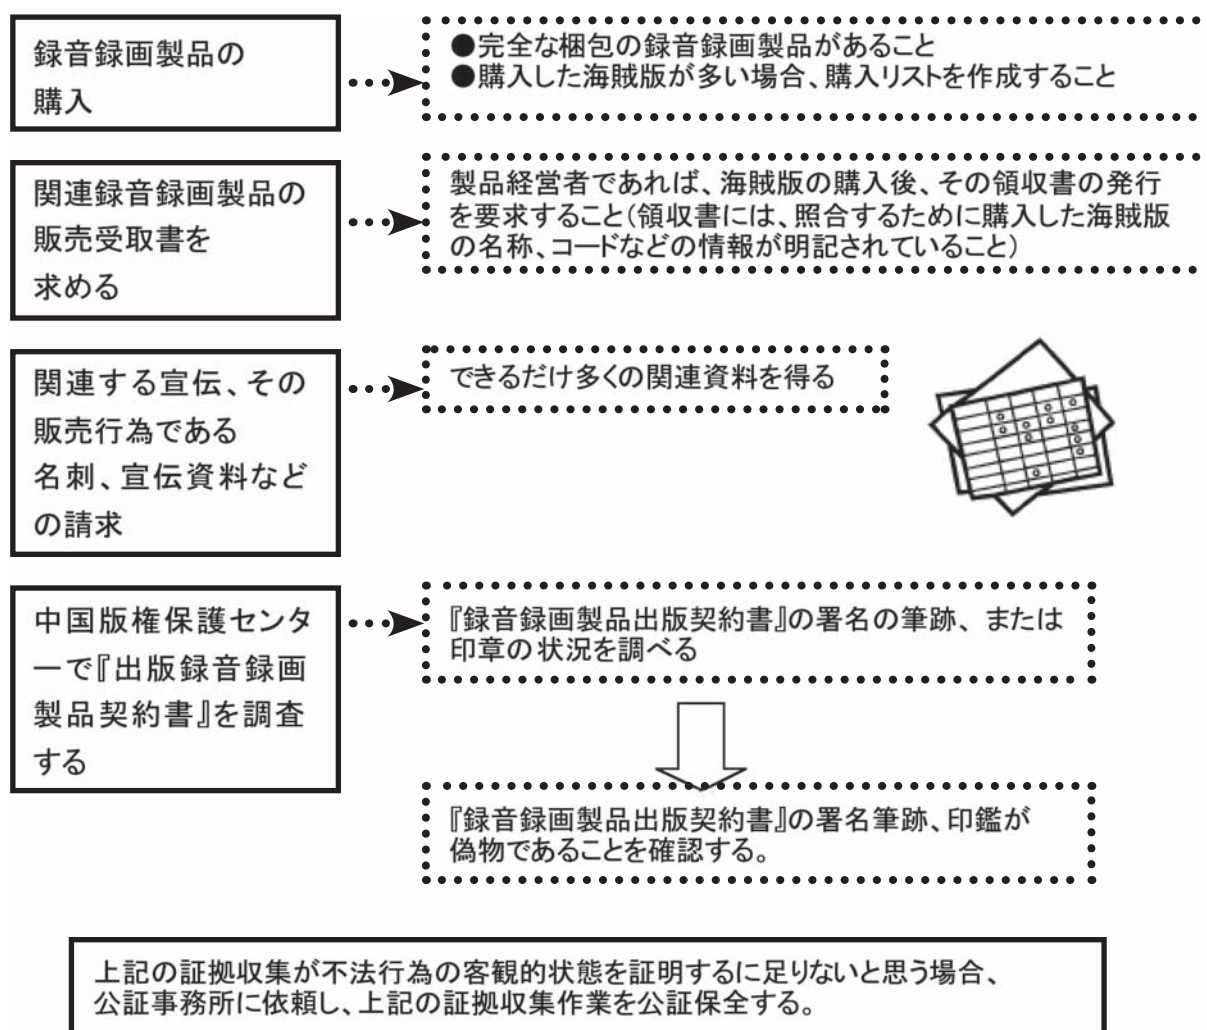 録音録画製品の
購入
●完全な梱包の録音録画製品があること
●購入した海賊版が多い場合、購入リストを作成すること
関連録音録画製品の
販売受取書を
求める
製品経営者であれば、海賊版の購入後、その領収書の発行
を要求すること(領収書には、照合するために購入した海賊版
の名称、コードなどの情報が明記されていること)
関連する宣伝、その
販売行為である
名刺、宣伝資料など
の請求
できるだけ多くの関連資料を得る
中国版権保護センタ
ーで『出版録音録画
製品契約書』を調査
する
『録音録画製品出版契約書』の署名の筆跡、または
印章の状況を調べる
『録音録画製品出版契約書』の署名筆跡、印鑑が
偽物であることを確認する。
上記の証拠収集が不法行為の客観的状態を証明するに足りないと思う場合、
公証事務所に依頼し、上記の証拠収集作業を公証保全する。